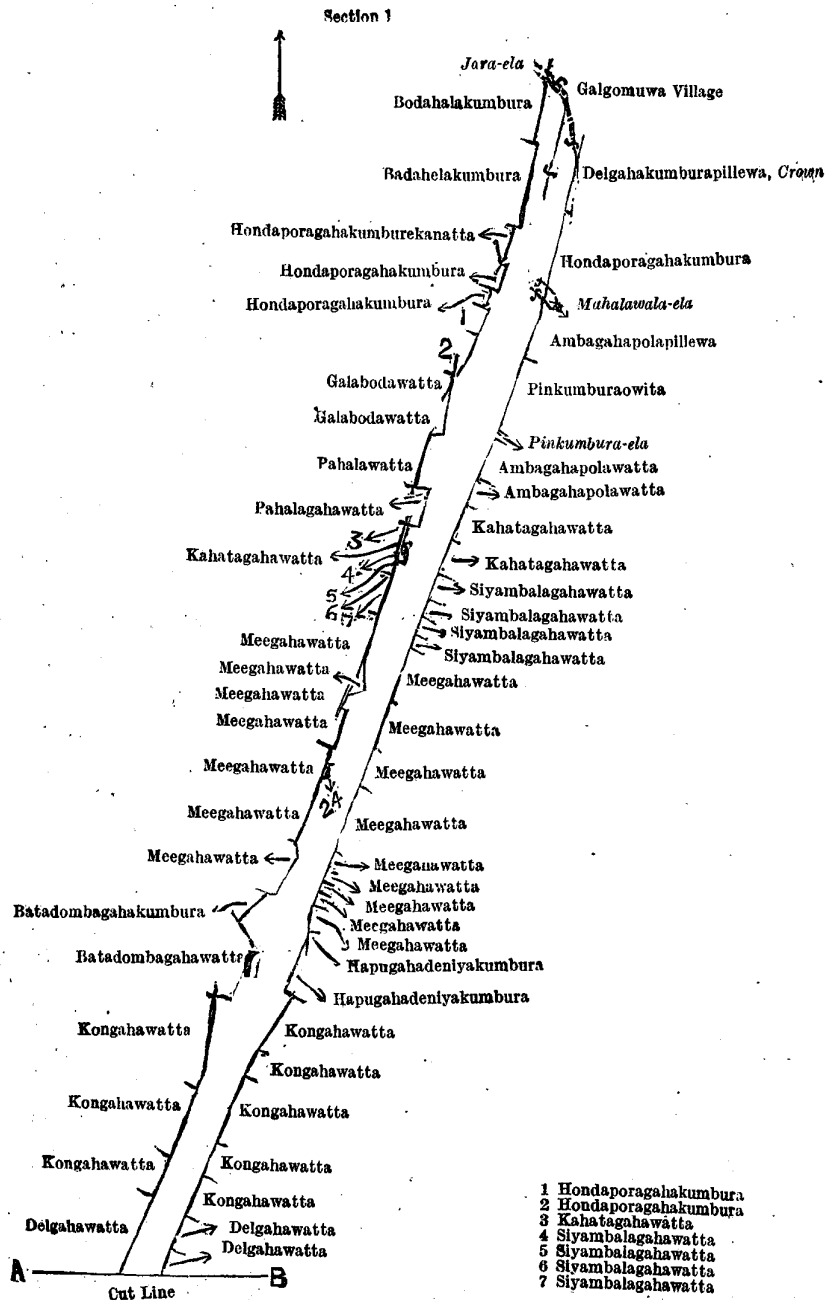 Section 1
Jara-ela
Galgomuwa Village
Bodahalakumbura
Badahelakumbura
Delgahakumburapillewa, Crown
Hondaporagahakumburekanatta
Hondaporagahakumbura
Hondaporagahakumbura
Hondaporagahakumbura
Mahalawala-ela
1
Ambagahapolapillewa
2
Galabodawatta
Pinkumburaowita
Galabodawatta
Pinkumbura-ela
Pahalawatta
Ambagahapolawatta
Ambagahapolawatta
Pahalagahawatta
Kahatagahawatta
3
Kahatagahawatta
Kahatagahawatta
4
Siyambalagahawatta
5
6 7
Siyambalagahawatta
Siyambalagahawatta
Meegahawatta
Siyambalagahawatta
Meegahawatta
Meegahawatta
Meegahawatta
Meegahawatta
Meegahawatta
Meegahawatta
Meegahawatta
2A
Meegahawatta
Meegahawatta
Meegahawatta
Meegahawatta
Meegahawatta
Meegahawatta
Meegahawatta
Batadombagahakumbura
Meegahawatta
Batadombagahawatta
Hapugahadeniyakumbura
Hapugahadeniyakumbura
Kongahawatta
Kongahawatta
Kongahawatta
Kongahawatta
Kongahawatta
Kongahawatta
Kongahawatta
Kongahawatta
Delgahawatta
Delgahawatta
Delgahawatta
A
B
Cut Line
1 Hondaporagahakumbura
2 Hondaporagahakumbura
3 Kahatagahawatta
4 Siyambalagahawatta
5 Siyambalagahawatta
6 Siyambalagahawatta
7 Siyambalagahawatta